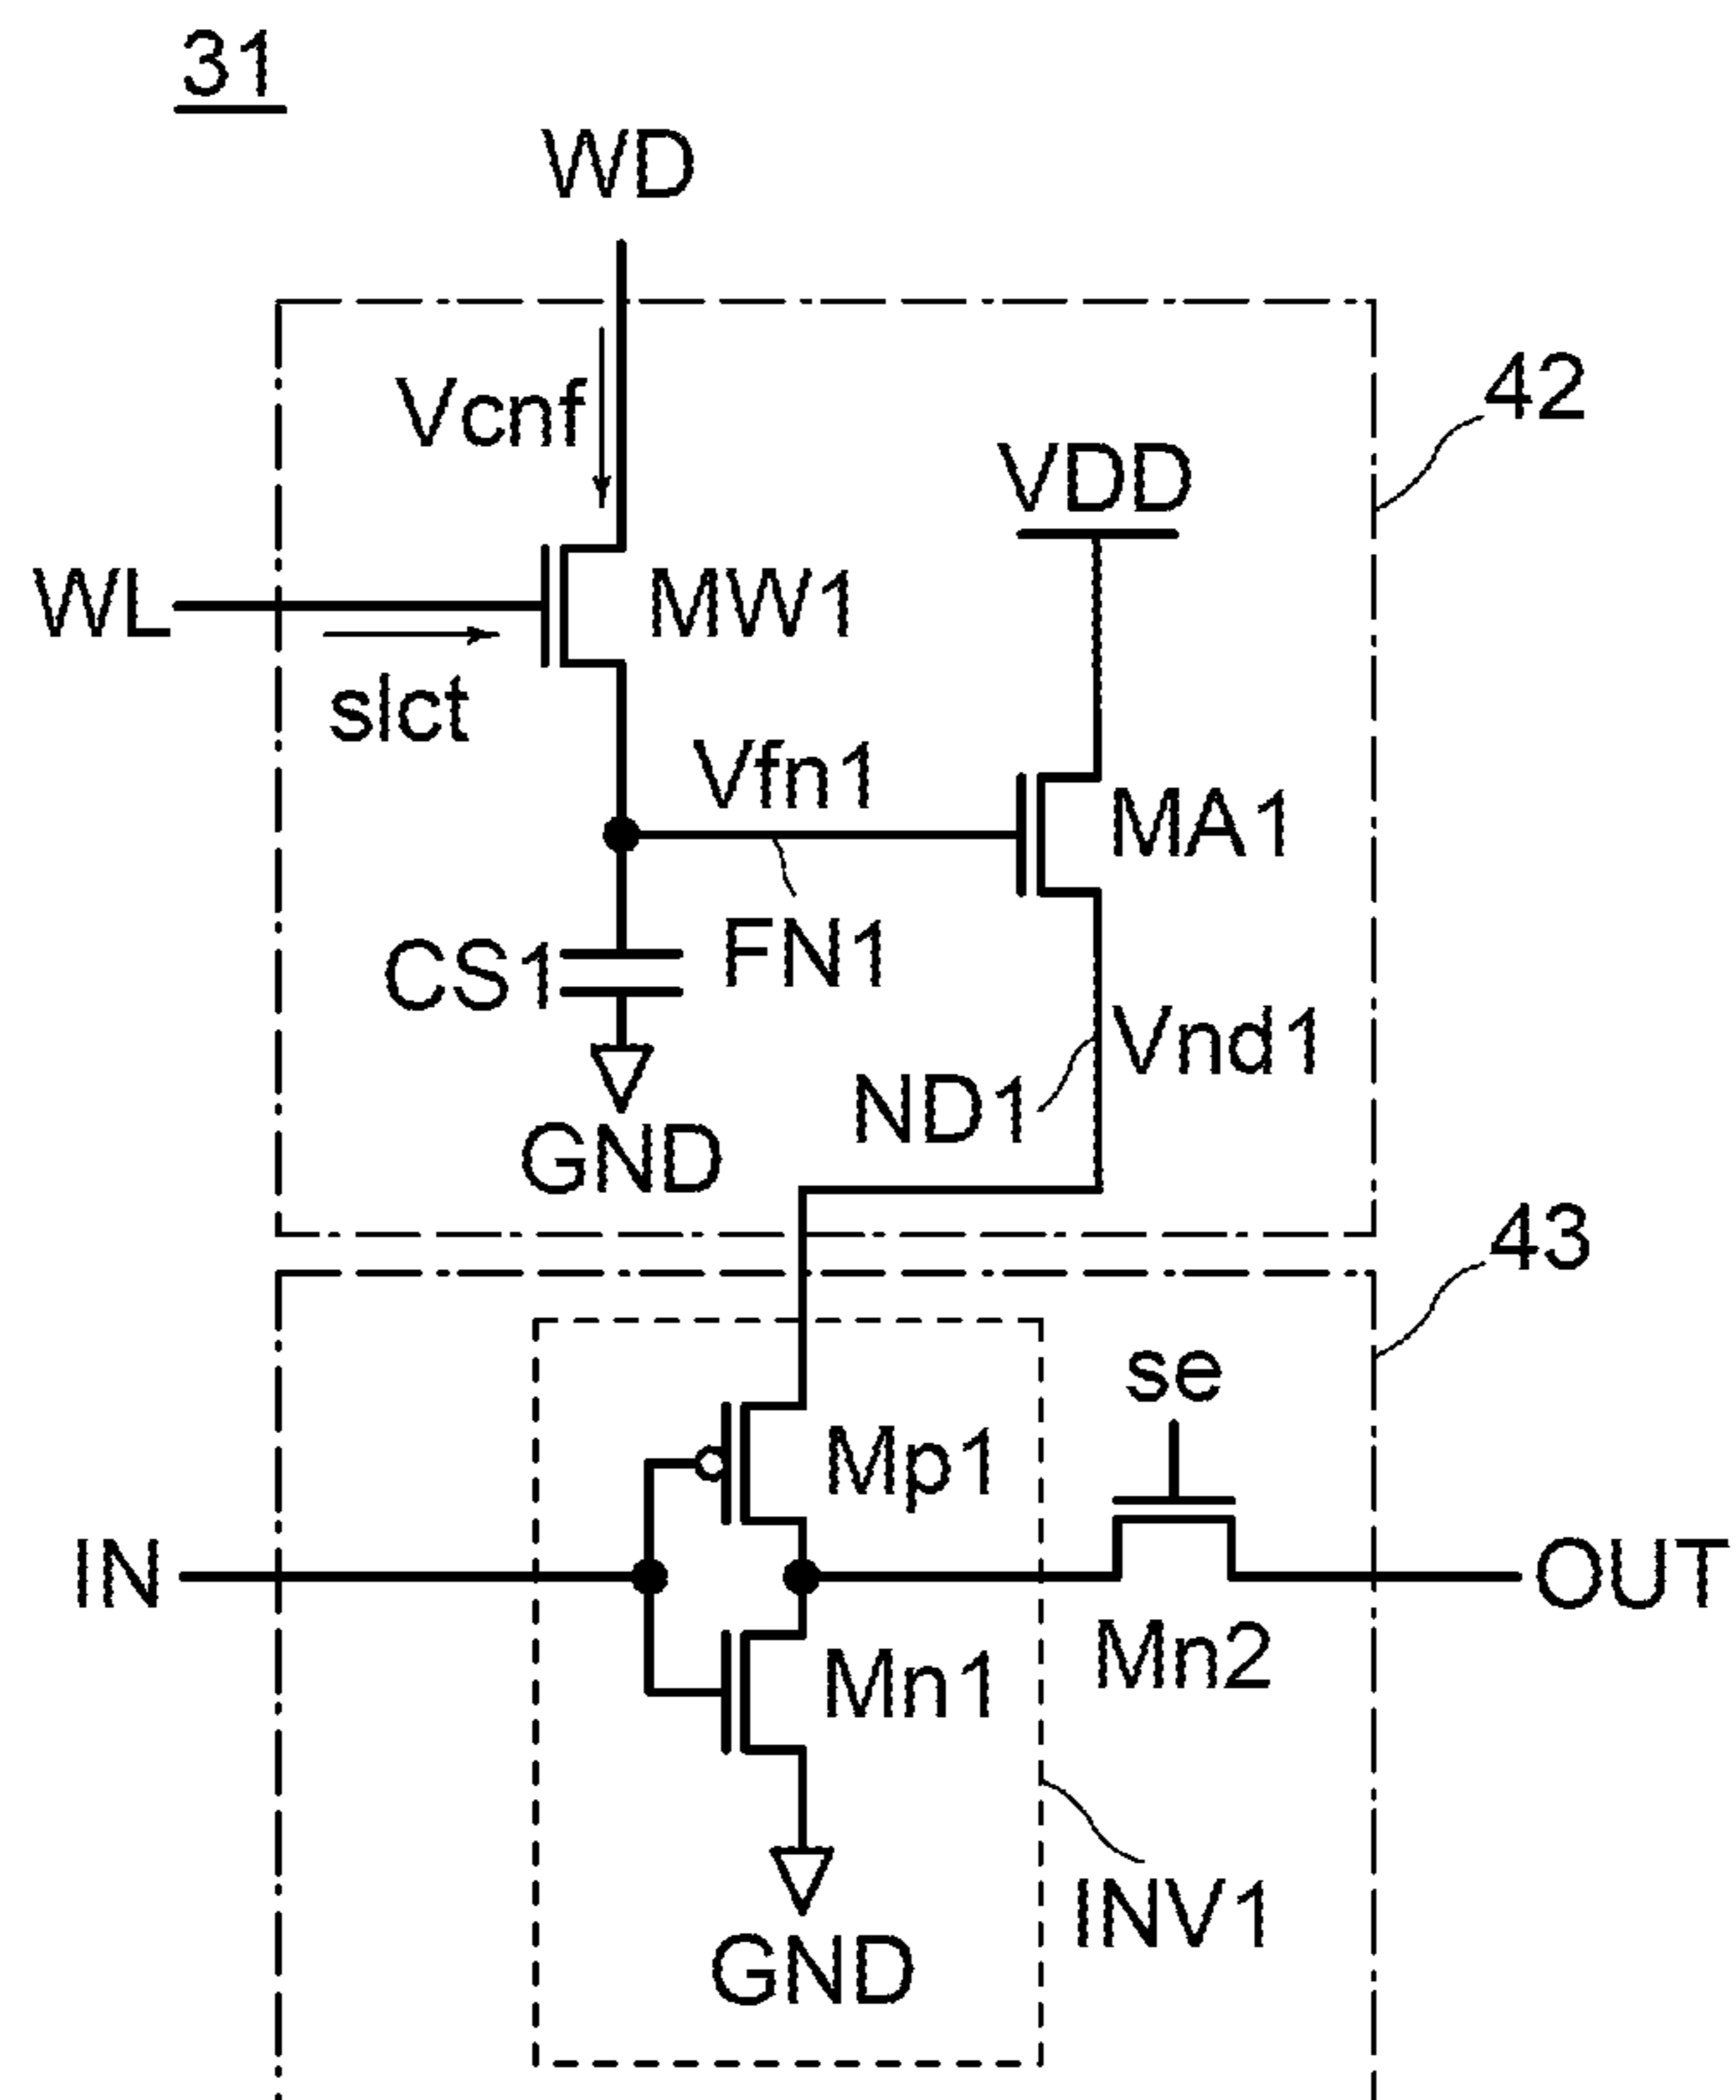 31
WD
Vcnf
42
VDD
WL
MW1
slct
Vfn1
MA1
CS1
FN1
Vnd1
ND1
GND
43
se
Mp1
IN
OUT
Mn1
Mn2
INV1
GND